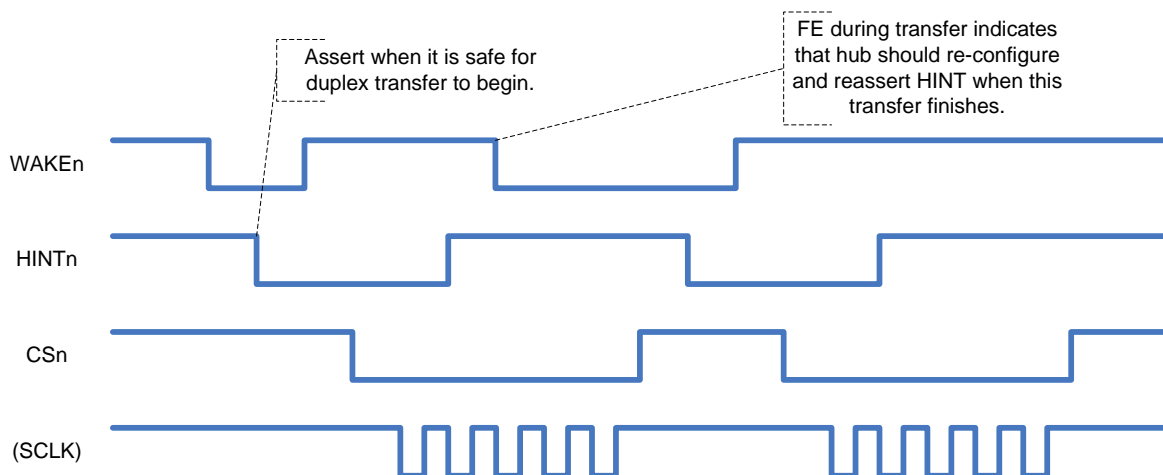 Assert when it is safe for
duplex transfer to begin.
FE during transfer indicates
that hub should re-configure
and reassert HINT when this
transfer finishes.
WAKEn
HINTn
CSn
(SCLK)